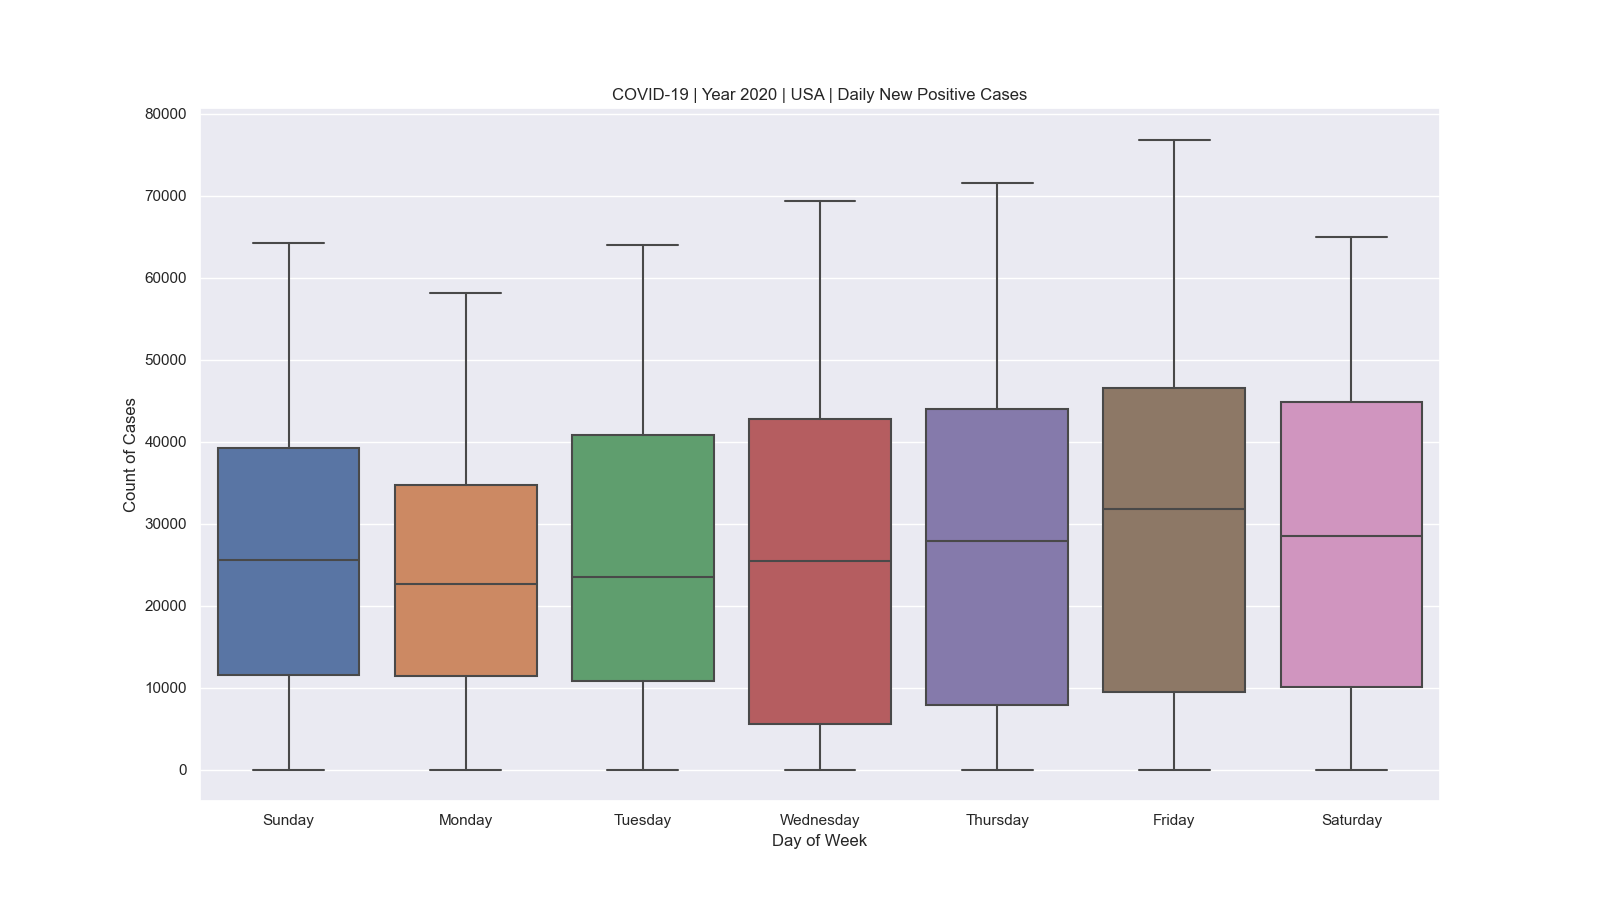 COVID-19 | Year 2020 | USA | Daily New Positive Cases
80000
70000
60000
50000
40000
30000
20000
10000
0
Count of Cases
Sunday Monday Tuesday Wednesday Thursday Friday Saturday
Day of Week